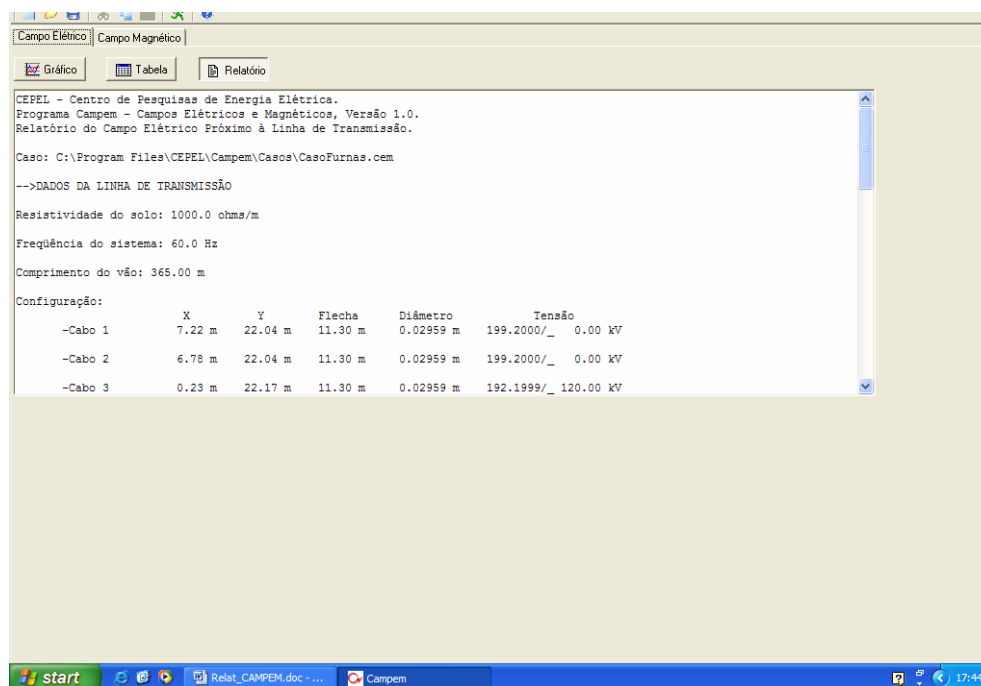 Campo Elétrico Campo Magnético
Gráfico Tabela Relatório
CEPEL - Centro de Pesquisas de Energia Elétrica.
Programa Campem - Campos Elétricos e Magnéticos, Versão 1.0.
Relatório do Campo Elétrico Próximo à Linha de Transmissão.
Caso: C:\Program Files\CEPEL\Campem\Casos\CasoFurnas.cem
-->DADOS DA LINHA DE TRANSMISSÃO
Resistividade do solo: 1000.0 ohms/m
Freqüência do sistema: 60.0 Hz
Comprimento do vão: 365.00 m
Configuração:
X Y Flecha Diâmetro Tensão
-Cabo 1 7.22 m 22.04 m 11.30 m 0.02959 m 199.2000/_ 0.00 kV
-Cabo 2 6.78 m 22.04 m 11.30 m 0.02959 m 199.2000/_ 0.00 kV
-Cabo 3 0.23 m 22.17 m 11.30 m 0.02959 m 192.1999/_ 120.00 kV
start Relat_CAMPEM.doc - ... Campem 17:44